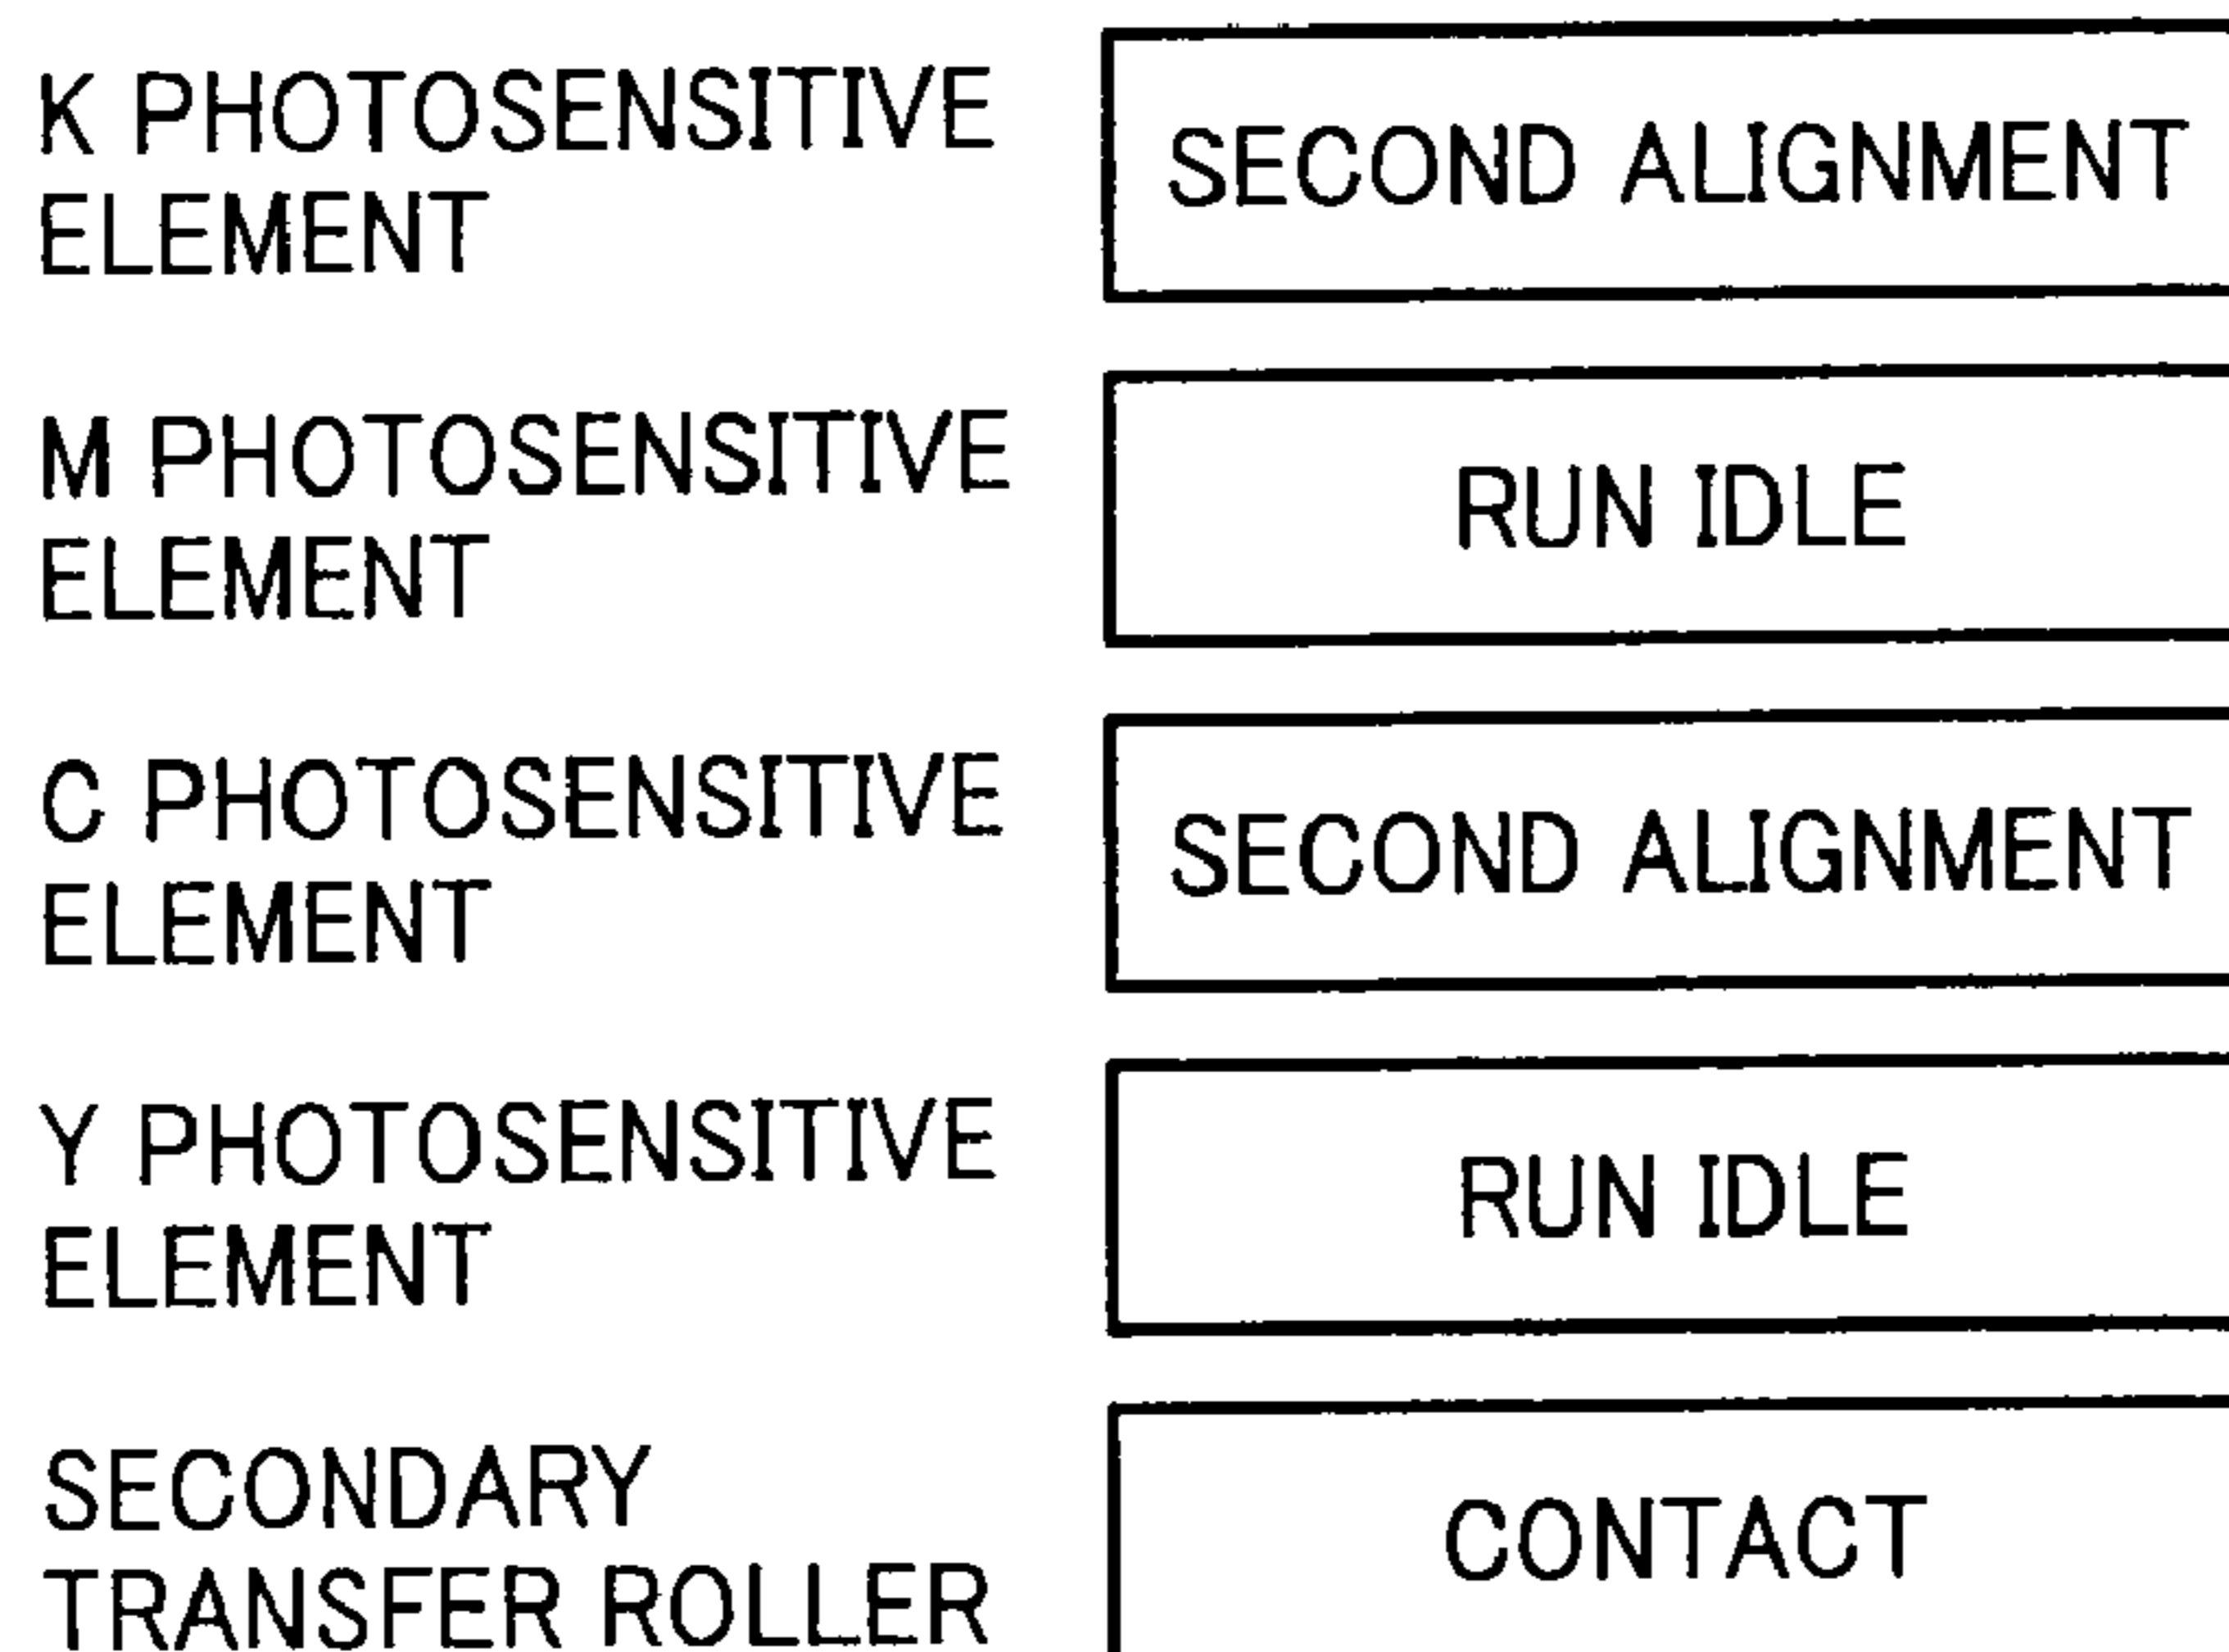 K PHOTOSENSITIVE
ELEMENT
SECOND ALIGNMENT
M PHOTOSENSITIVE
ELEMENT
RUN IDLE
C PHOTOSENSITIVE
ELEMENT
SECOND ALIGNMENT
Y PHOTOSENSITIVE
ELEMENT
RUN IDLE
SECONDARY
TRANSFER ROLLER
CONTACT